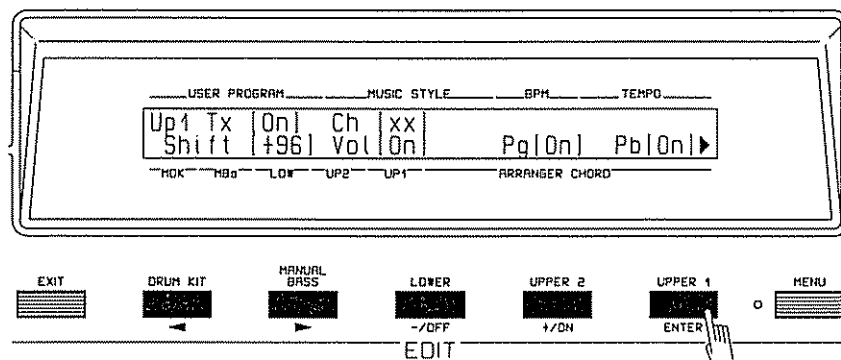 USER PROGRAM MUSIC STYLE BPM TEMPO
Up1 Tx [On] Ch [xx]
Shift [+96] Vol[On] Pg[On] Pb[On]▶
MDK MBa LOW UP2 UP1 ARRANGER CHORD
EXIT DRUM KIT MANUAL BASS LOWER UPPER 2 UPPER 1 MENU
◄ ► -/OFF +/ON ENTER
EDIT